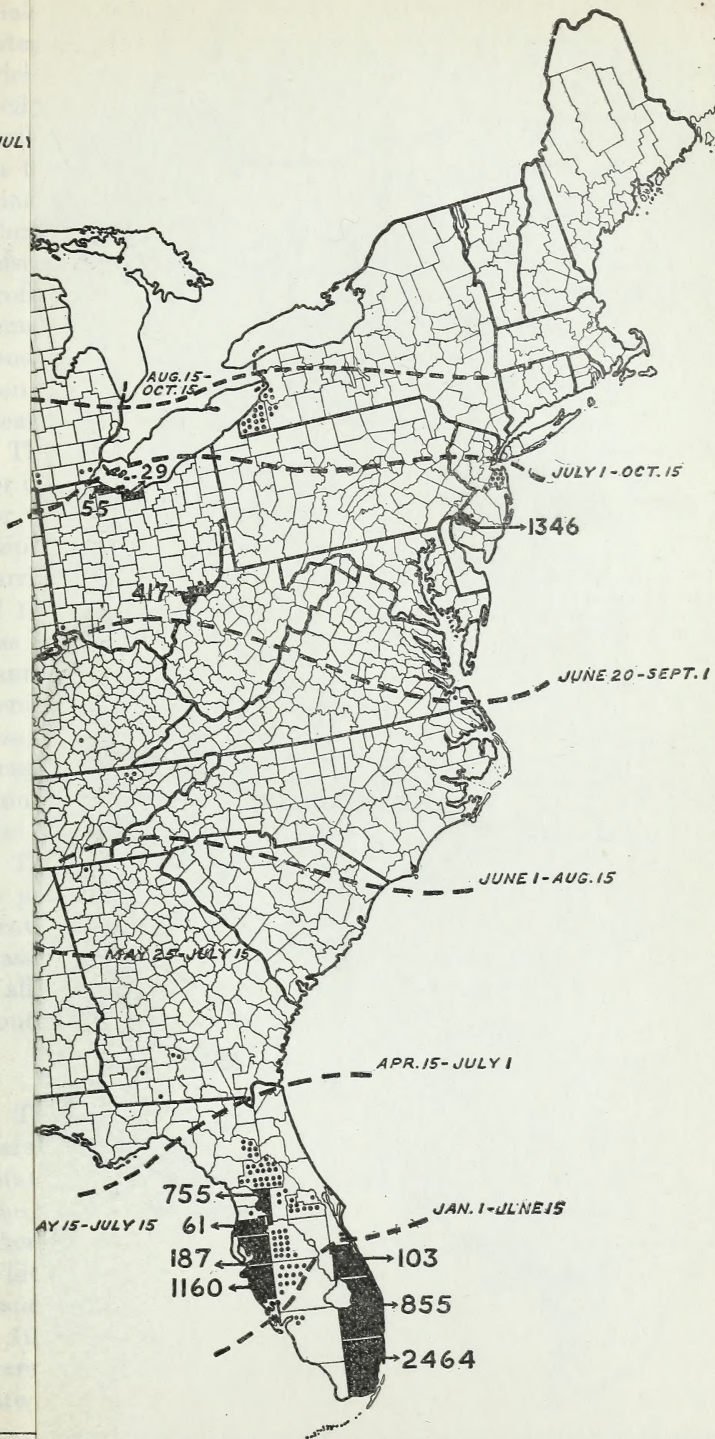 JULY
AUG. 15-
OCT. 15
29
55
JULY 1 - OCT. 15
1346
417
JUNE 20 - SEPT. 1
JUNE 1 - AUG. 15
MAY 25 - JULY 15
APR. 15 - JULY 1
755
AY 15 - JULY 15
61
JAN. 1 - JUNE 15
187
103
1160
855
2464